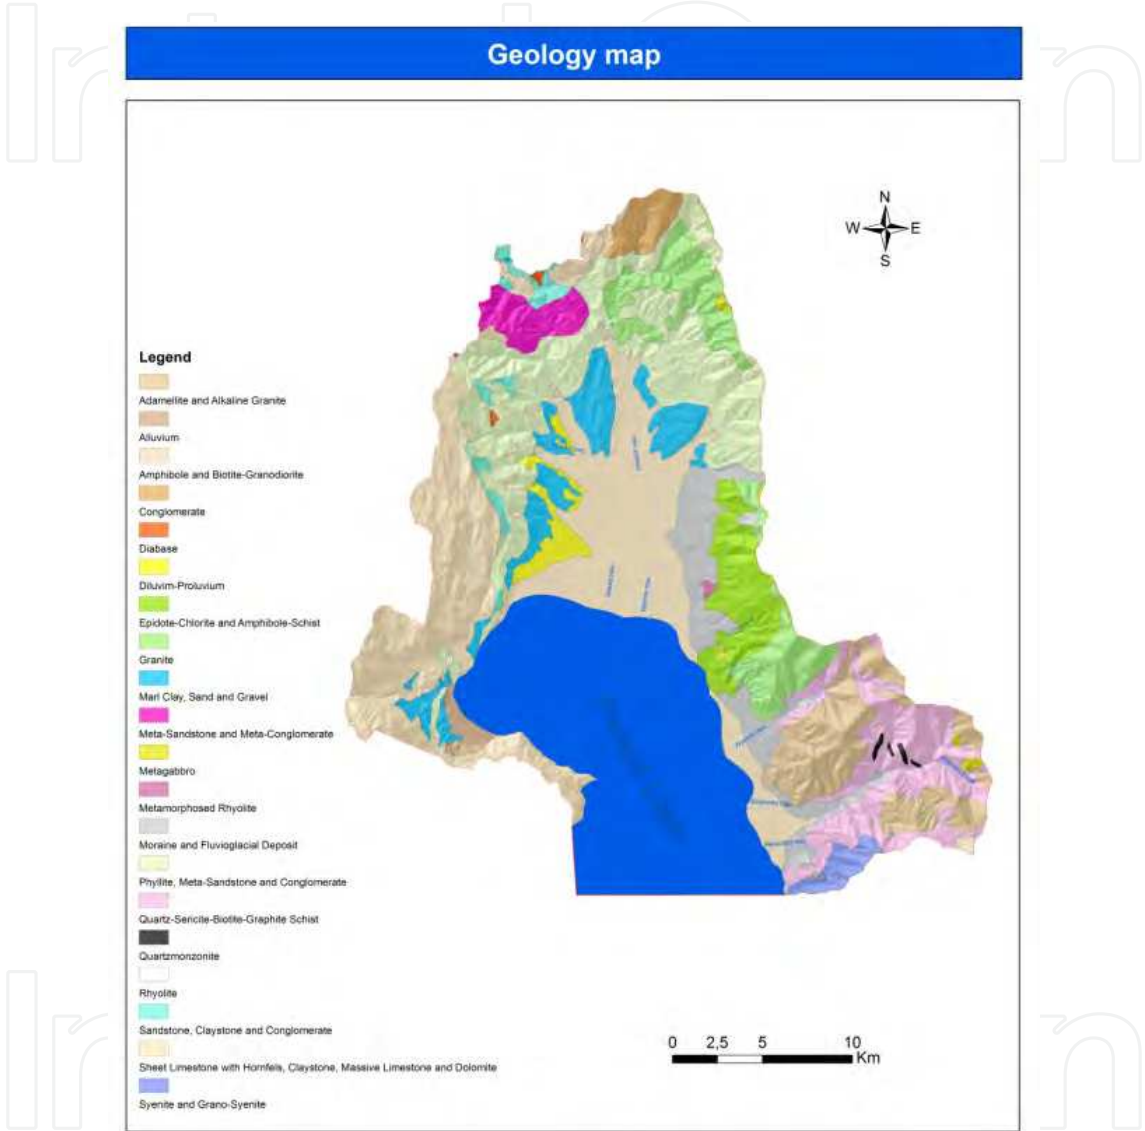 Geology map
N
W E
S
Legend
Adamellite and Alkaline Granite
Alluvium
Amphibole and Biotite-Granodiorite
Conglomerate
Diabase
Diluvim-Proluvium
Epidote-Chlorite and Amphibole-Schist
Granite
Marl Clay, Sand and Gravel
Meta-Sandstone and Meta-Conglomerate
Metagabbro
Metamorphosed Rhyolite
Moraine and Fluvioglacial Deposit
Phyllite, Meta-Sandstone and Conglomerate
Quartz-Sericite-Biotite-Graphite Schist
Quartzmonzonite
Rhyolite
Sandstone, Claystone and Conglomerate
Sheet Limestone with Hornfels, Claystone, Massive Limestone and Dolomite
Syenite and Grano-Syenite
0 2,5 5 10
Km